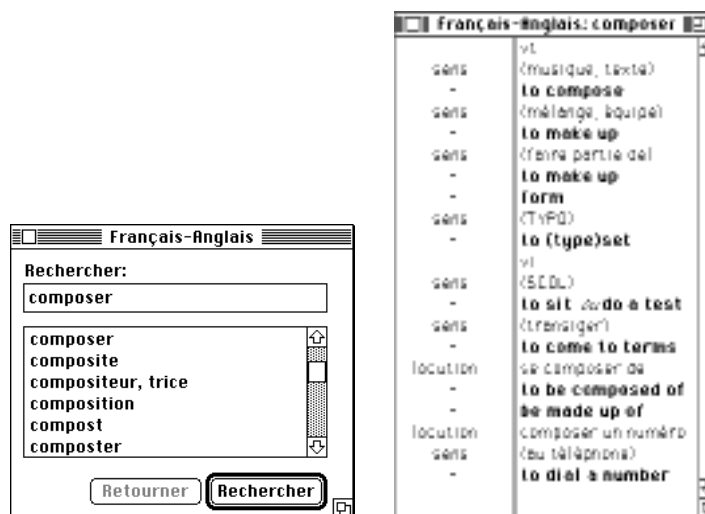 Français-Anglais
Rechercher:
composer
composer
composite
compositeur, trice
composition
compost
composter
Retourner
Rechercher
Français-Anglais: composer
vt
sens (musique, texte)
- to compose
sens (mélange, équipe)
- to make up
sens (faire partie de)
- to make up
- form
sens (TYPO)
- to (type)set
vi
sens (SCOL)
- to sit ou do a test
sens (transiger)
- to come to terms
locution se composer de
- to be composed of
- be made up of
locution composer un numéro
sens (au téléphone)
- to dial a number